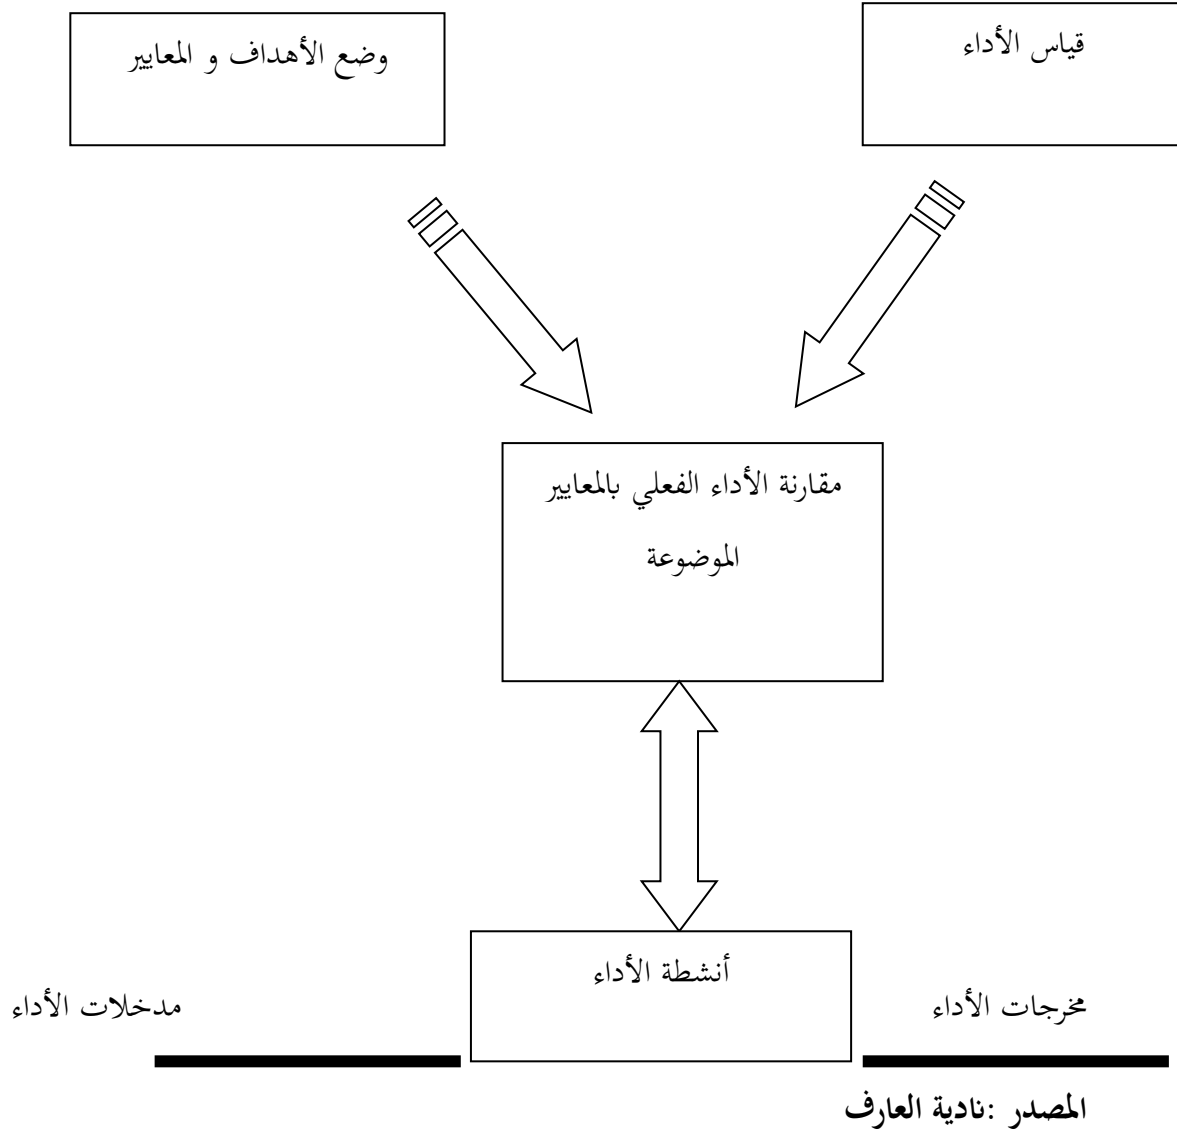 قياس الأداء
وضع الأهداف و المعايير
مقارنة الأداء الفعلي بالمعايير
الموضوعة
أنشطة الأداء
مخرجات الأداء
مدخلات الأداء
المصدر :نادية العارف